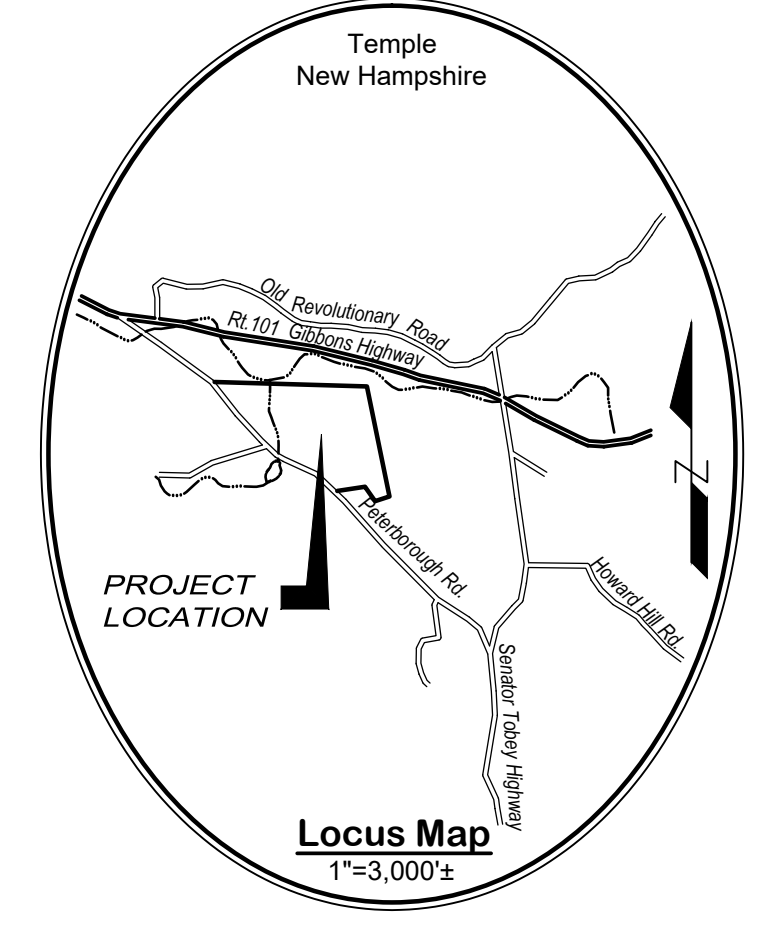 Temple
New Hampshire
Old Revolutionary Road
Rt.101 Gibbons Highway
N
Peterborough Rd.
PROJECT
LOCATION
Howard Hill Rd.
Senator Tobey Highway
Locus Map
1"=3,000'±